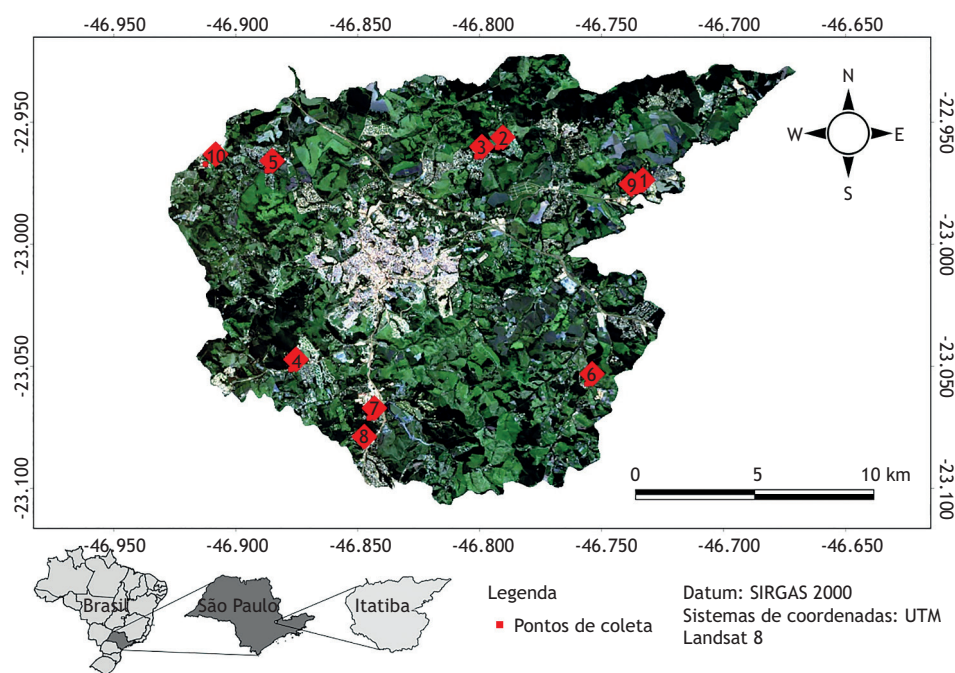 -46.950 -46.900 -46.850 -46.800 -46.750 -46.700 -46.650
-22.950 -22.950
-23.000 -23.000
-23.050 -23.050
-23.100 -23.100
N
W E
S
2
3
10
5
9 1
4
6
7
8
0 5 10 km
-46.950 -46.900 -46.850 -46.800 -46.750 -46.700 -46.650
Brasil
São Paulo
Itatiba
Legenda
Pontos de coleta
Datum: SIRGAS 2000
Sistemas de coordenadas: UTM
Landsat 8